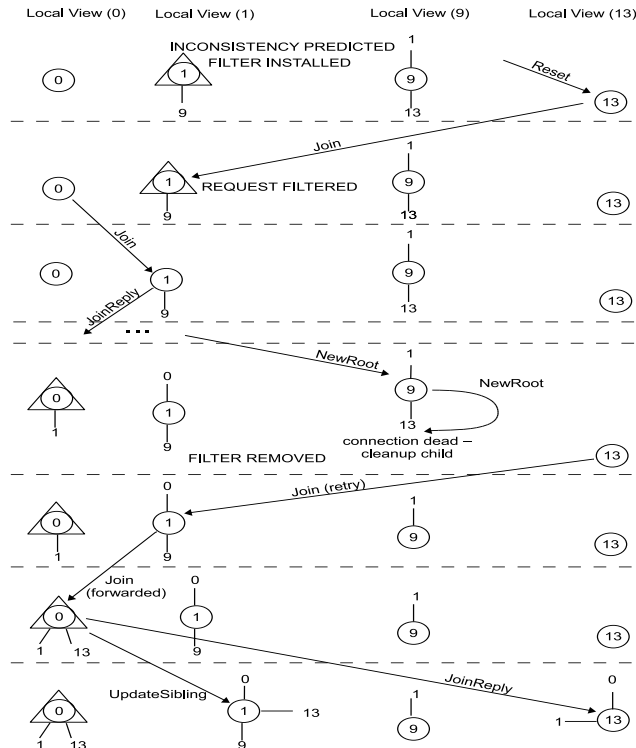 Local View (0) Local View (1) Local View (9) Local View (13)
INCONSISTENCY PREDICTED
FILTER INSTALLED
1
0 1 9 13
9 13
Reset
Join
1
0 1 9 13
REQUEST FILTERED
9 13
Join
1
0 1 9 13
9 13
JoinReply
...
NewRoot
0 1
0 1 9
NewRoot
1 9 13
connection dead –
cleanup child
FILTER REMOVED
13
Join (retry)
0 1
0 1 9 13
1 9
Join
(forwarded)
0 1
0 1 9 13
1 13 9
UpdateSibling
JoinReply
0 1 0
0 1 13 9 1 13
1 13 9